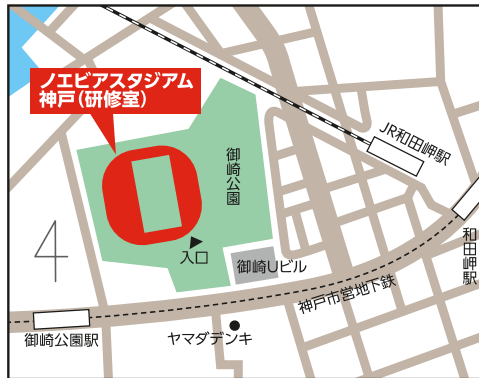 ノエビアスタジアム
神戸(研修室)
JR和田岬駅
御崎公園
4
入口
御崎Uビル
和田岬駅
神戸市営地下鉄
御崎公園駅
ヤマダデンキ